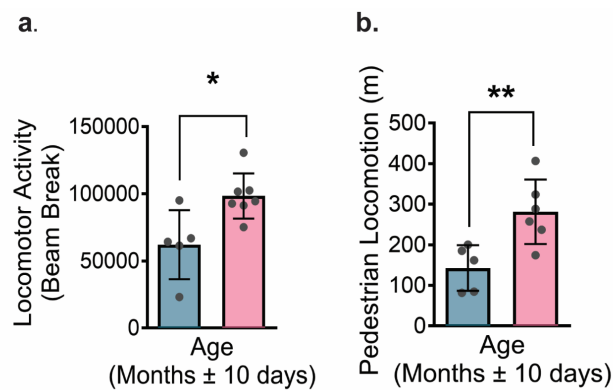 a.
*
Locomotor Activity
(Beam Break)
150000
100000
50000
0
Age
(Months ± 10 days)
b.
**
Pedestrian Locomotion (m)
500
400
300
200
100
0
Age
(Months ± 10 days)